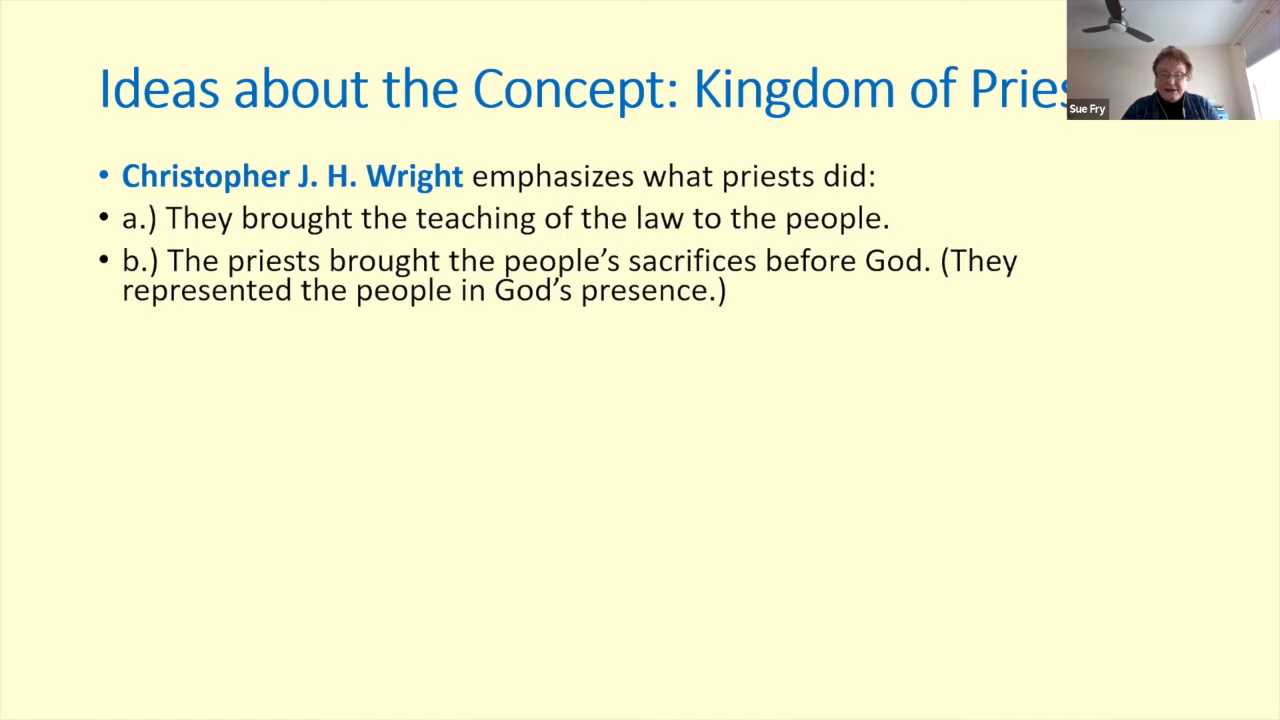 Ideas about the Concept: Kingdom of
• Christopher J. H. Wright emphasizes what priests did:
• a.) They brought the teaching of the law to the people.
• b.) The priests brought the people’s sacrifices before God. (They
represented the people in God’s presence.)
Sue Fry